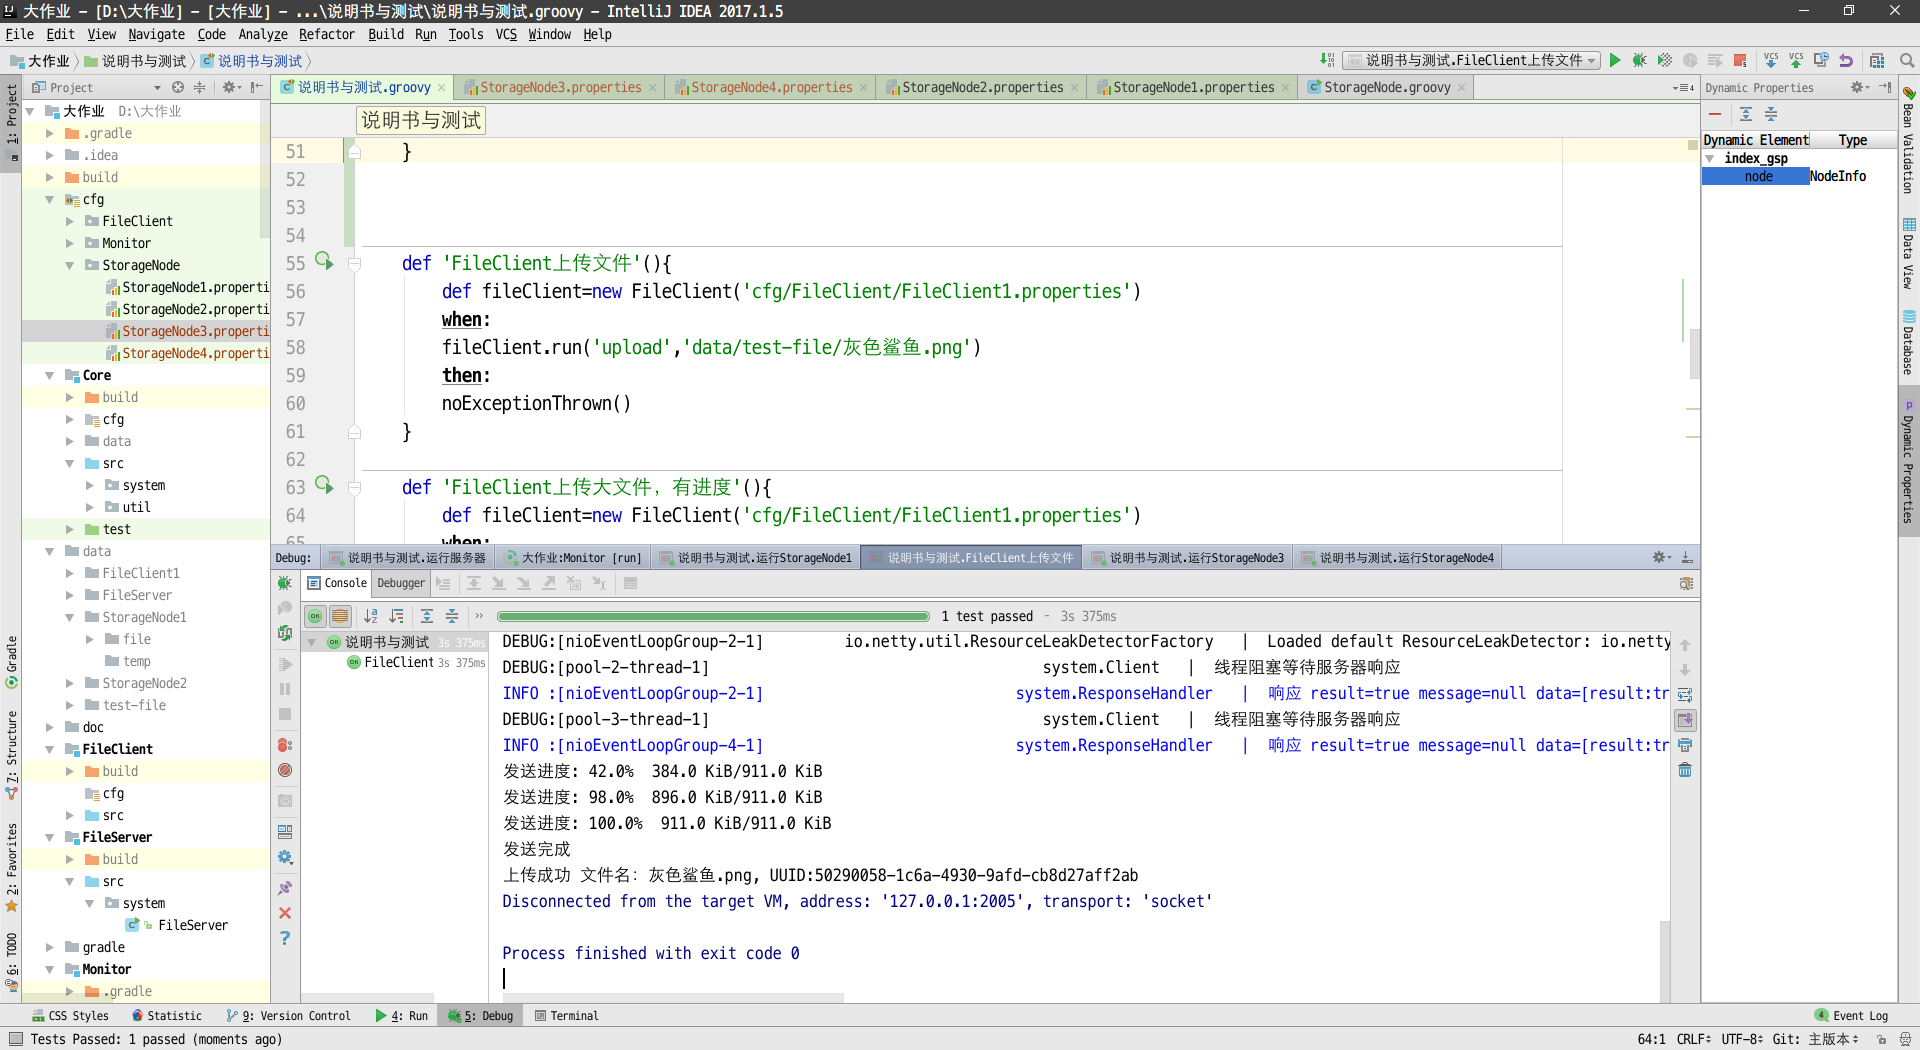 大作业 - [D:\大作业] - [大作业] - ...\说明书与测试\说明书与测试.groovy - IntelliJ IDEA 2017.1.5
File Edit View Navigate Code Analyze Refactor Build Run Tools VCS Window Help
大作业 说明书与测试 说明书与测试
说明书与测试.FileClient上传文件
Project
说明书与测试.groovy StorageNode3.properties StorageNode4.properties StorageNode2.properties StorageNode1.properties StorageNode.groovy
Dynamic Properties
1: Project
大作业 D:\大作业
.gradle
.idea
build
cfg
FileClient
Monitor
StorageNode
StorageNode1.properti
StorageNode2.properti
StorageNode3.properti
StorageNode4.properti
Core
build
cfg
data
src
system
util
test
data
FileClient1
FileServer
StorageNode1
file
temp
StorageNode2
test-file
doc
FileClient
build
cfg
src
FileServer
build
src
system
FileServer
gradle
Monitor
.gradle
Gradle
7: Structure
2: Favorites
6: TODO
说明书与测试
51 }
52
53
54
55 def 'FileClient上传文件'(){
56 def fileClient=new FileClient('cfg/FileClient/FileClient1.properties')
57 when:
58 fileClient.run('upload','data/test-file/灰色鲨鱼.png')
59 then:
60 noExceptionThrown()
61 }
62
63 def 'FileClient上传大文件，有进度'(){
64 def fileClient=new FileClient('cfg/FileClient/FileClient1.properties')
65 when:
Dynamic Element Type
index_gsp
node NodeInfo
Bean Validation
Data View
Database
Dynamic Properties
Debug: 说明书与测试.运行服务器 大作业:Monitor [run] 说明书与测试.运行StorageNode1 说明书与测试.FileClient上传文件 说明书与测试.运行StorageNode3 说明书与测试.运行StorageNode4
Console Debugger
1 test passed - 3s 375ms
说明书与测试 3s 375ms
FileClient 3s 375ms
DEBUG:[nioEventLoopGroup-2-1] io.netty.util.ResourceLeakDetectorFactory | Loaded default ResourceLeakDetector: io.netty
DEBUG:[pool-2-thread-1] system.Client | 线程阻塞等待服务器响应
INFO :[nioEventLoopGroup-2-1] system.ResponseHandler | 响应 result=true message=null data=[result:tr
DEBUG:[pool-3-thread-1] system.Client | 线程阻塞等待服务器响应
INFO :[nioEventLoopGroup-4-1] system.ResponseHandler | 响应 result=true message=null data=[result:tr
发送进度: 42.0% 384.0 KiB/911.0 KiB
发送进度: 98.0% 896.0 KiB/911.0 KiB
发送进度: 100.0% 911.0 KiB/911.0 KiB
发送完成
上传成功 文件名: 灰色鲨鱼.png, UUID:50290058-1c6a-4930-9afd-cb8d27aff2ab
Disconnected from the target VM, address: '127.0.0.1:2005', transport: 'socket'
Process finished with exit code 0
CSS Styles Statistic 9: Version Control 4: Run 5: Debug Terminal 4 Event Log
Tests Passed: 1 passed (moments ago) 64:1 CRLF UTF-8 Git: 主版本